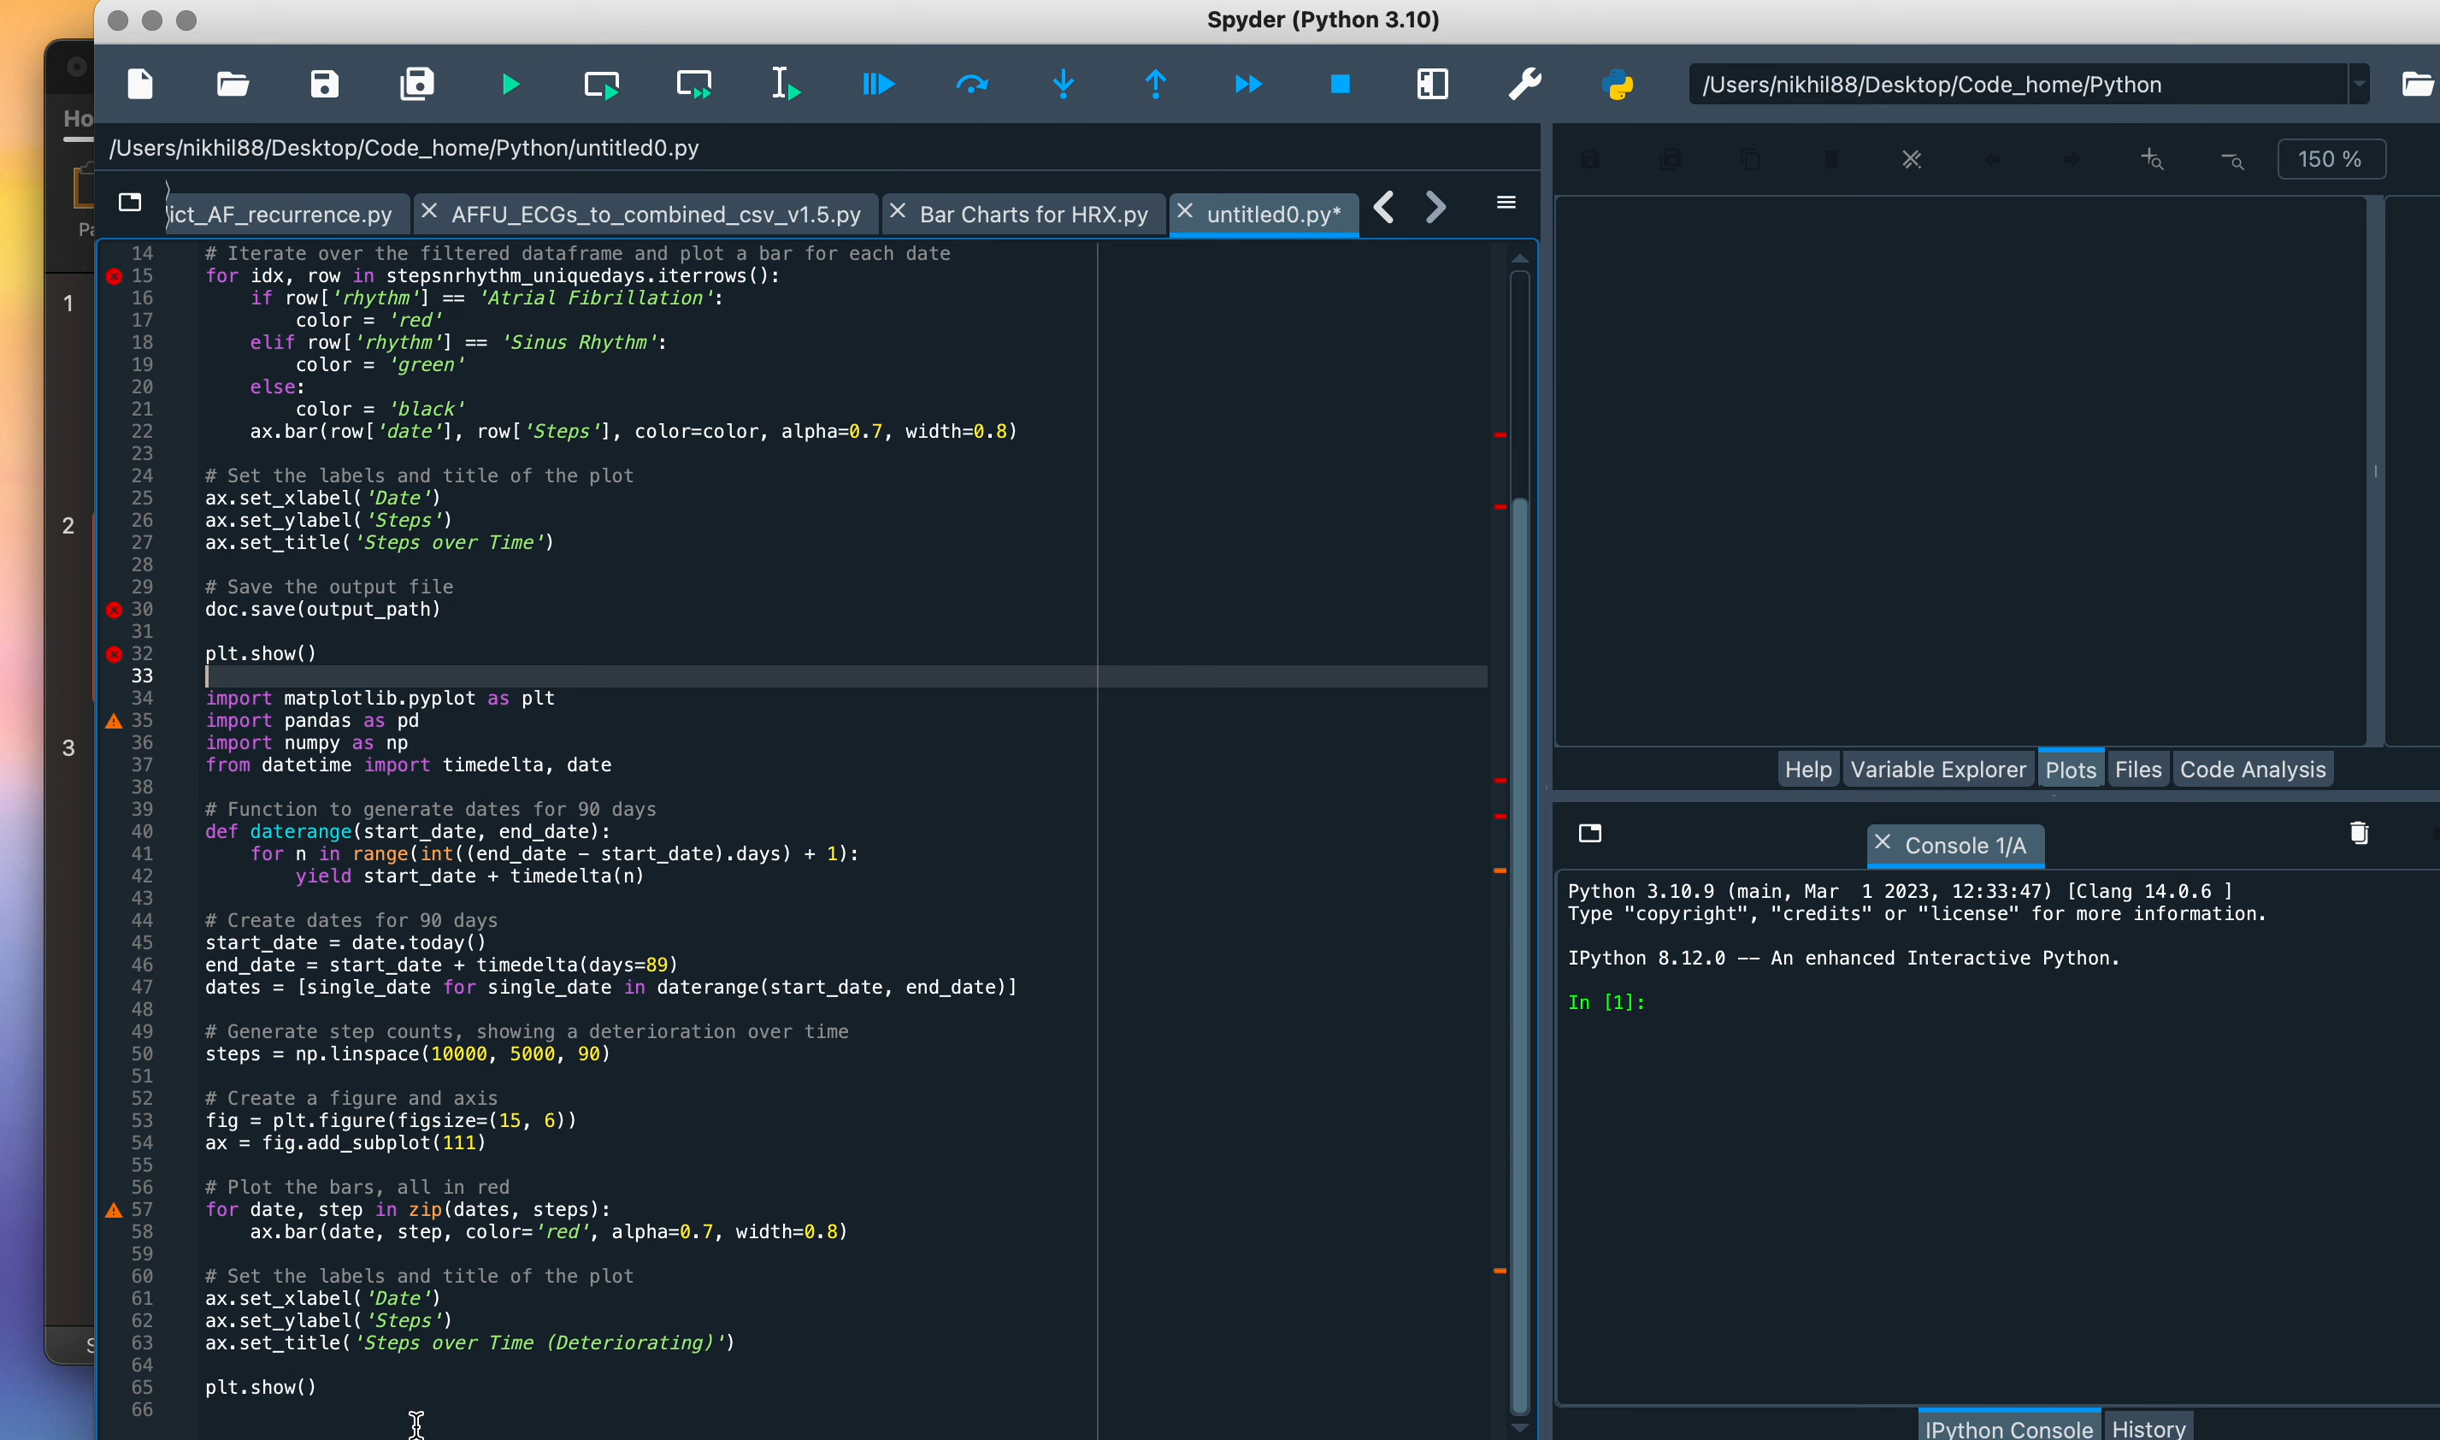 Spyder (Python 3.10)
/Users/nikhil88/Desktop/Code_home/Python
Ho
/Users/nikhil88/Desktop/Code_home/Python/untitled0.py
150 %
ict_AF_recurrence.py
AFFU_ECGs_to_combined_csv_v1.5.py
Bar Charts for HRX.py
untitled0.py*
Pa
1
2
3
S
14 # Iterate over the filtered dataframe and plot a bar for each date
15 for idx, row in stepsnrhythm_uniquedays.iterrows():
16     if row['rhythm'] == 'Atrial Fibrillation':
17         color = 'red'
18     elif row['rhythm'] == 'Sinus Rhythm':
19         color = 'green'
20     else:
21         color = 'black'
22     ax.bar(row['date'], row['Steps'], color=color, alpha=0.7, width=0.8)
23
24 # Set the labels and title of the plot
25 ax.set_xlabel('Date')
26 ax.set_ylabel('Steps')
27 ax.set_title('Steps over Time')
28
29 # Save the output file
30 doc.save(output_path)
31
32 plt.show()
33
34 import matplotlib.pyplot as plt
35 import pandas as pd
36 import numpy as np
37 from datetime import timedelta, date
38
39 # Function to generate dates for 90 days
40 def daterange(start_date, end_date):
41     for n in range(int((end_date - start_date).days) + 1):
42         yield start_date + timedelta(n)
43
44 # Create dates for 90 days
45 start_date = date.today()
46 end_date = start_date + timedelta(days=89)
47 dates = [single_date for single_date in daterange(start_date, end_date)]
48
49 # Generate step counts, showing a deterioration over time
50 steps = np.linspace(10000, 5000, 90)
51
52 # Create a figure and axis
53 fig = plt.figure(figsize=(15, 6))
54 ax = fig.add_subplot(111)
55
56 # Plot the bars, all in red
57 for date, step in zip(dates, steps):
58     ax.bar(date, step, color='red', alpha=0.7, width=0.8)
59
60 # Set the labels and title of the plot
61 ax.set_xlabel('Date')
62 ax.set_ylabel('Steps')
63 ax.set_title('Steps over Time (Deteriorating)')
64
65 plt.show()
66
Help
Variable Explorer
Plots
Files
Code Analysis
Console 1/A
Python 3.10.9 (main, Mar  1 2023, 12:33:47) [Clang 14.0.6 ]
Type "copyright", "credits" or "license" for more information.
IPython 8.12.0 -- An enhanced Interactive Python.
In [1]:
IPython Console
History